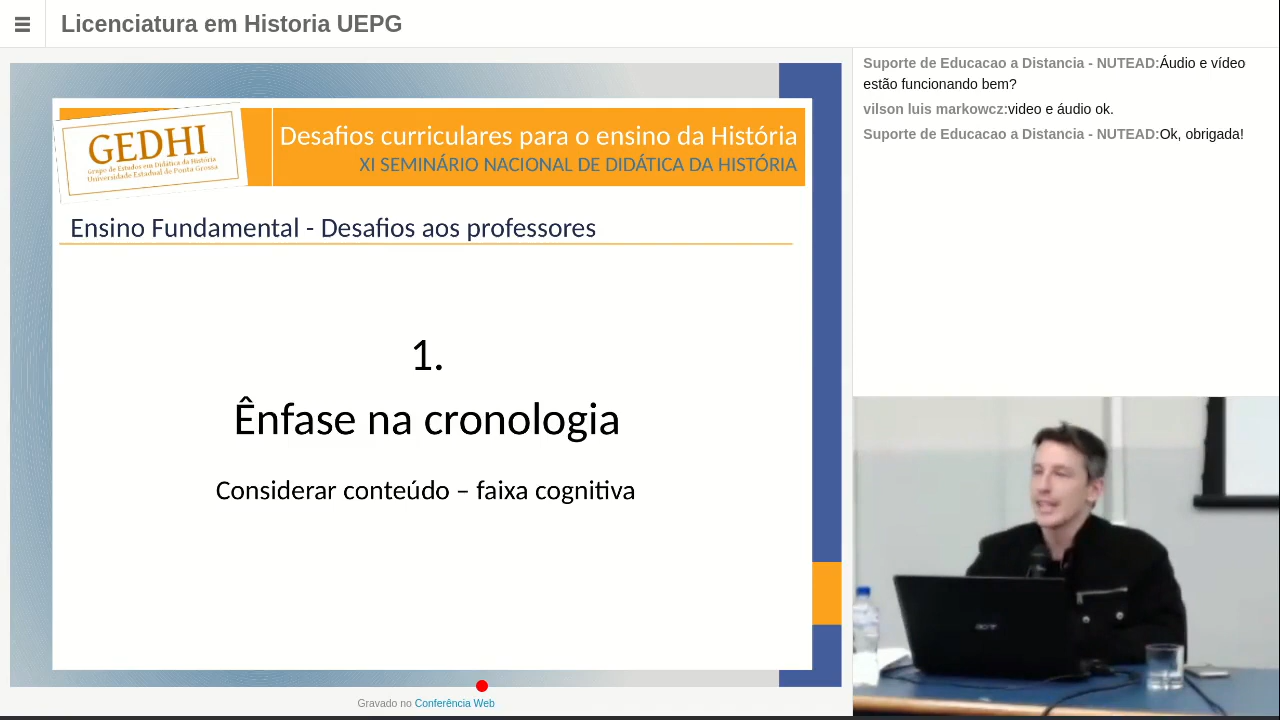 Licenciatura em Historia UEPG
GEDHI
Grupo de Estudos em Didática da História
Universidade Estadual de Ponta Grossa
Desafios curriculares para o ensino da História
XI SEMINÁRIO NACIONAL DE DIDÁTICA DA HISTÓRIA
Ensino Fundamental - Desafios aos professores
1.
Ênfase na cronologia
Considerar conteúdo – faixa cognitiva
Gravado no Conferência Web
Suporte de Educacao a Distancia - NUTEAD:Áudio e vídeo
estão funcionando bem?
vilson luis markowcz:video e áudio ok.
Suporte de Educacao a Distancia - NUTEAD:Ok, obrigada!
acer